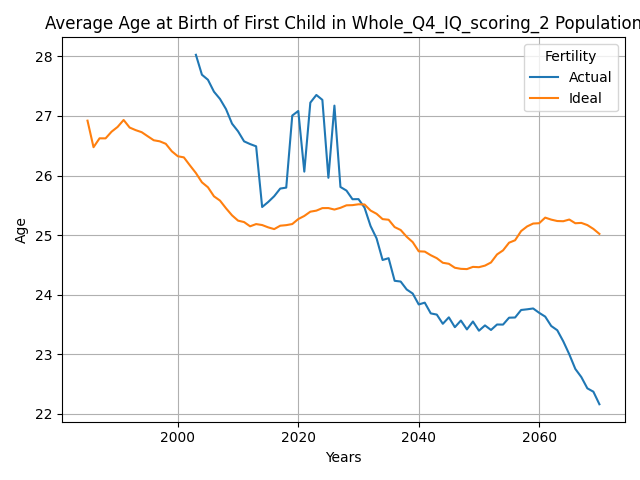 Average Age at Birth of First Child in Whole_Q4_IQ_scoring_2 Population
Fertility
Actual
Ideal
28
27
26
25
24
23
22
Age
2000
2020
2040
2060
Years